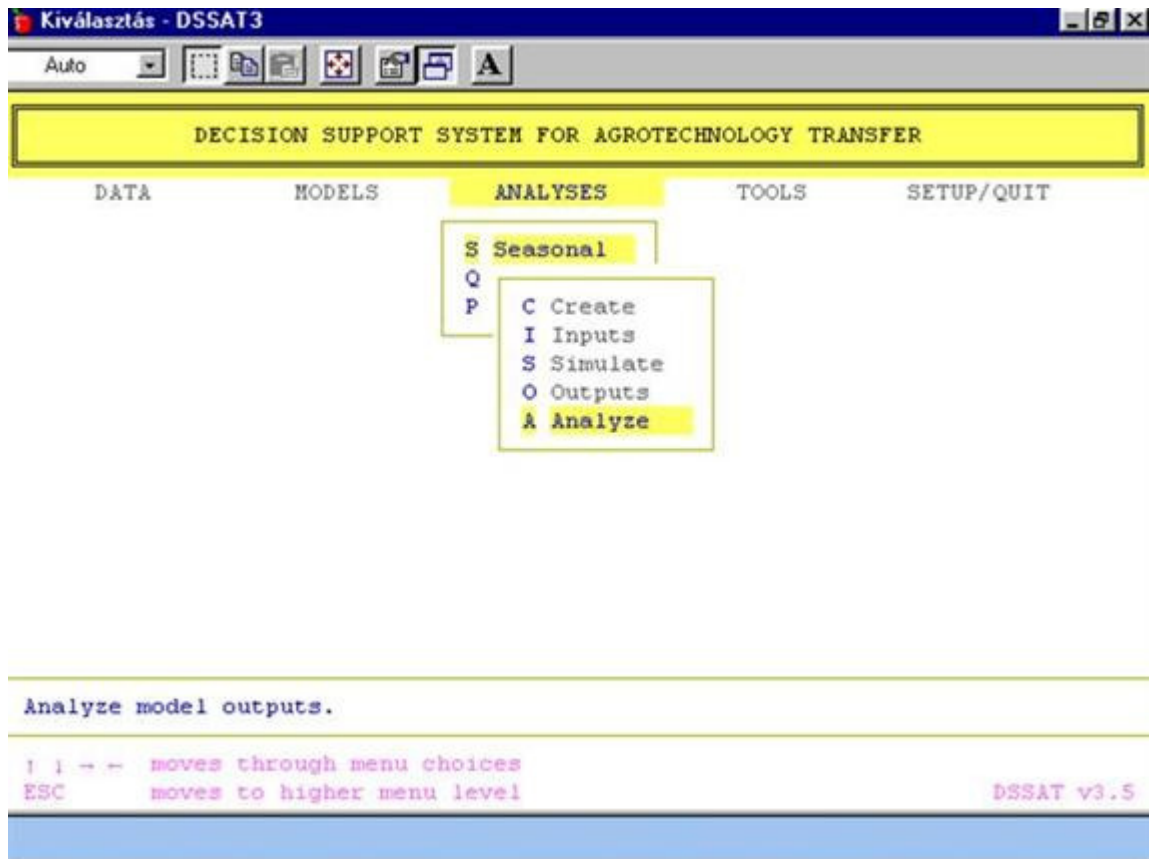 Kiválasztás - DSSAT3
Auto
A
DECISION SUPPORT SYSTEM FOR AGROTECHNOLOGY TRANSFER
DATA MODELS ANALYSES TOOLS SETUP/QUIT
S Seasonal
Q
P
C Create
I Inputs
S Simulate
O Outputs
A Analyze
Analyze model outputs.
↑ ↓ → ← moves through menu choices
ESC moves to higher menu level
DSSAT v3.5